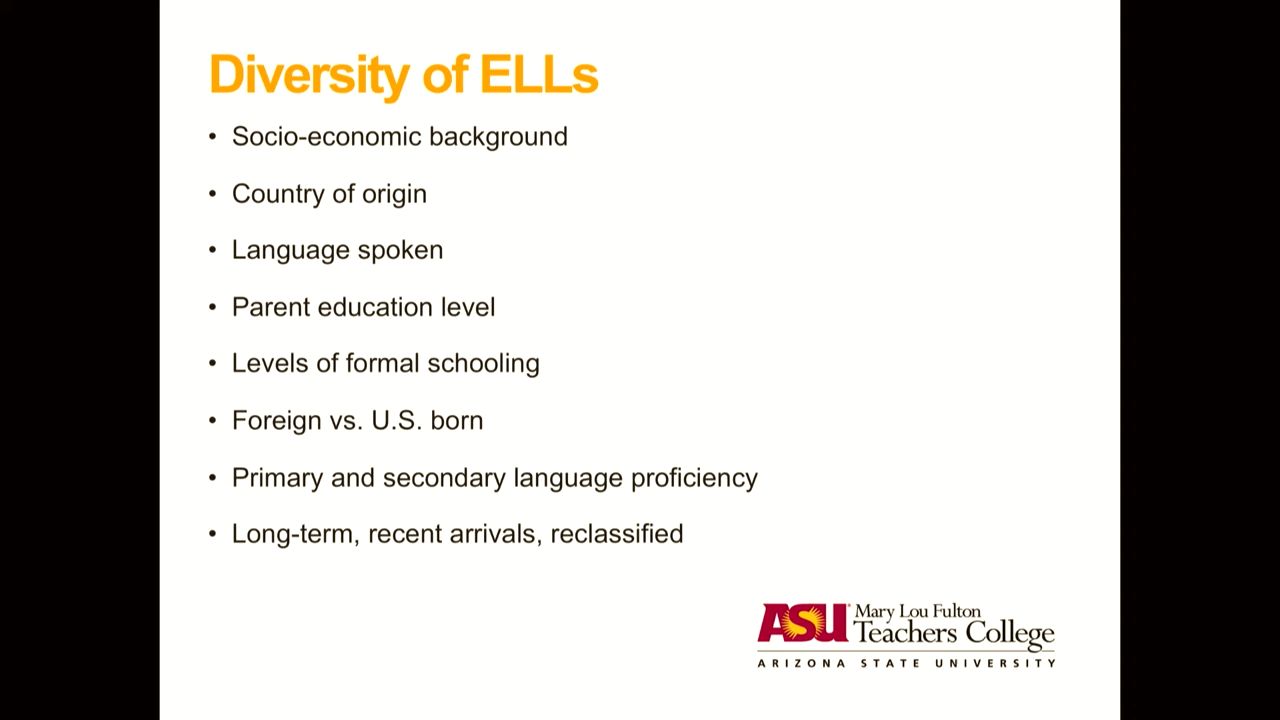 Diversity of ELLs
• Socio-economic background
• Country of origin
• Language spoken
• Parent education level
• Levels of formal schooling
• Foreign vs. U.S. born
• Primary and secondary language proficiency
• Long-term, recent arrivals, reclassified
ASU Mary Lou Fulton
Teachers College
ARIZONA STATE UNIVERSITY